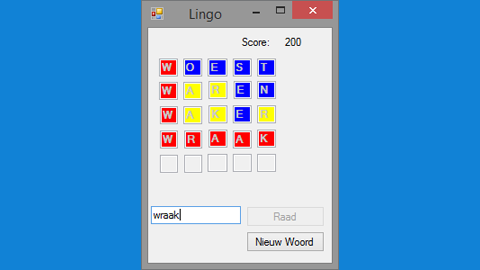 Lingo
Score: 200
W O E S T
W A R E N
W A K E R
W R A A K
wraak
Raad
Nieuw Woord